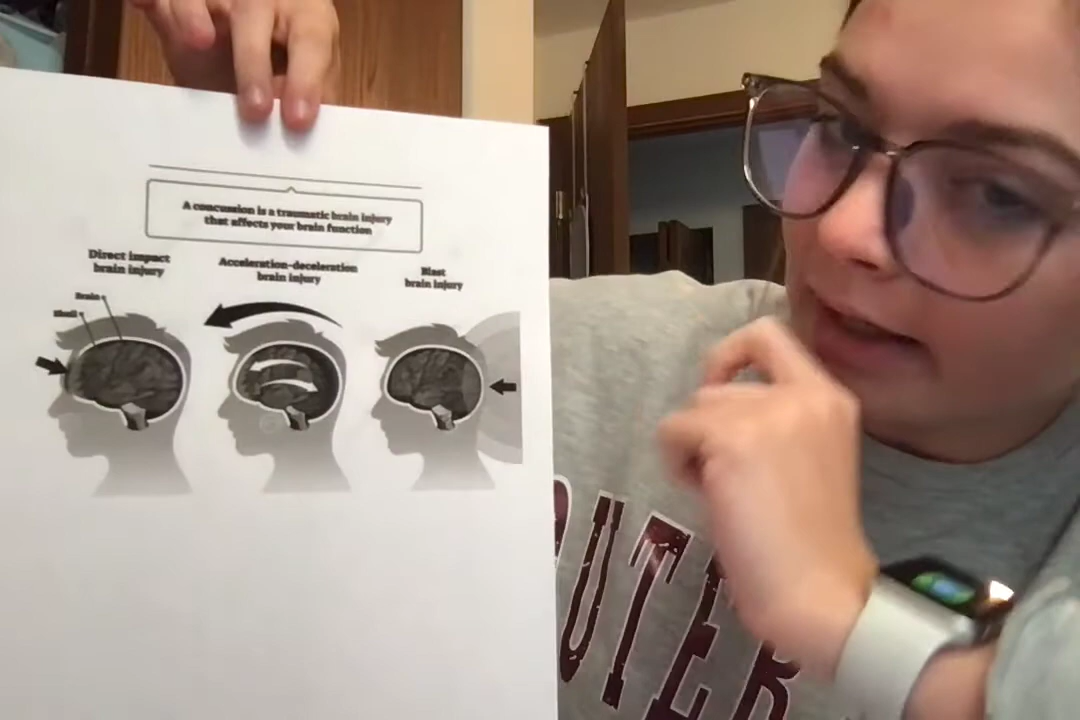 A concussion is a traumatic brain injury
that affects your brain function
Direct impact
brain injury
Acceleration-deceleration
brain injury
Blast
brain injury
Brain
Skull
OUTER